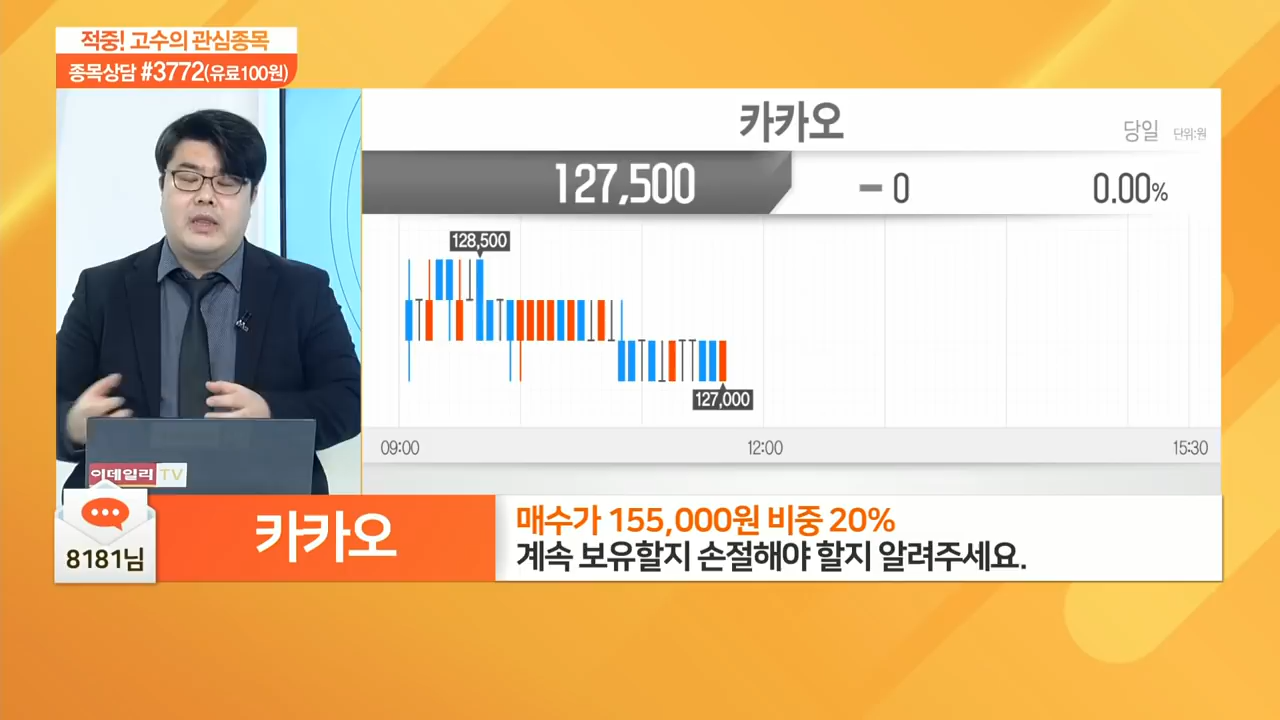 적중! 고수의 관심종목
종목상담 #3772(유료100원)
카카오
당일 단위:원
127,500
0 0.00%
128,500
127,000
09:00 12:00 15:30
이데일리 TV
8181님
카카오
매수가 155,000원 비중 20%
계속 보유할지 손절해야 할지 알려주세요.